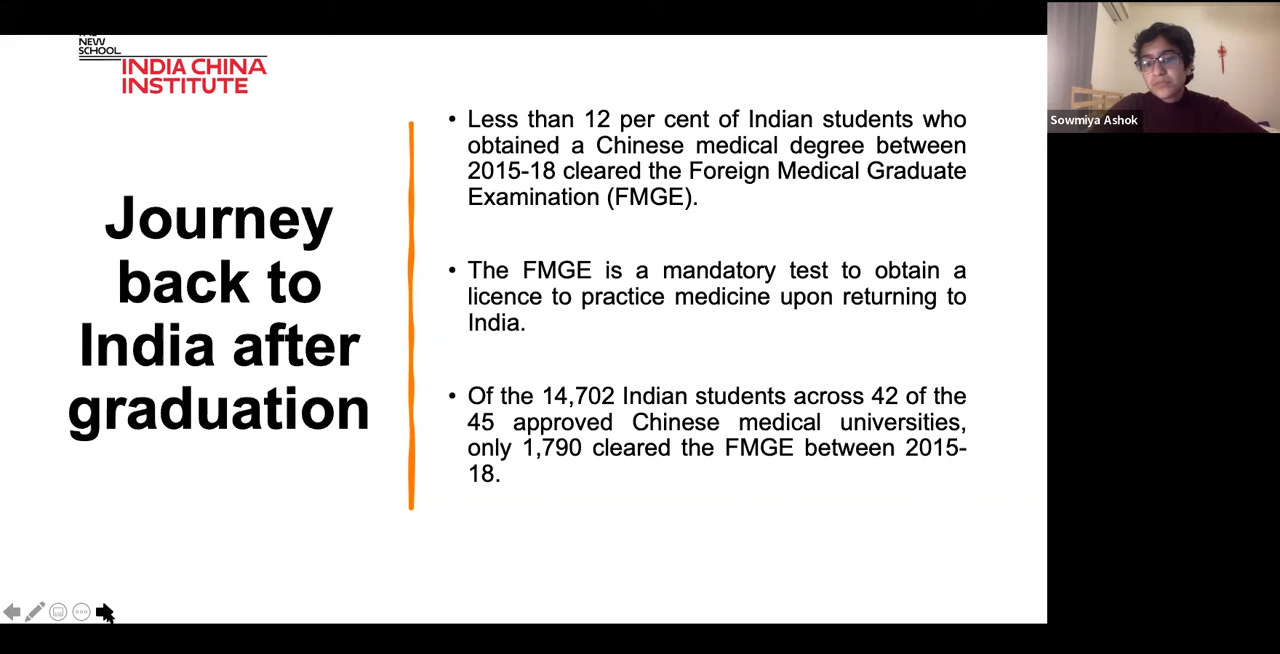 NEW
SCHOOL
INDIA CHINA
INSTITUTE
Journey
back to
India after
graduation
• Less than 12 per cent of Indian students who
obtained a Chinese medical degree between
2015-18 cleared the Foreign Medical Graduate
Examination (FMGE).
• The FMGE is a mandatory test to obtain a
licence to practice medicine upon returning to
India.
• Of the 14,702 Indian students across 42 of the
45 approved Chinese medical universities,
only 1,790 cleared the FMGE between 2015-
18.
Sowmiya Ashok